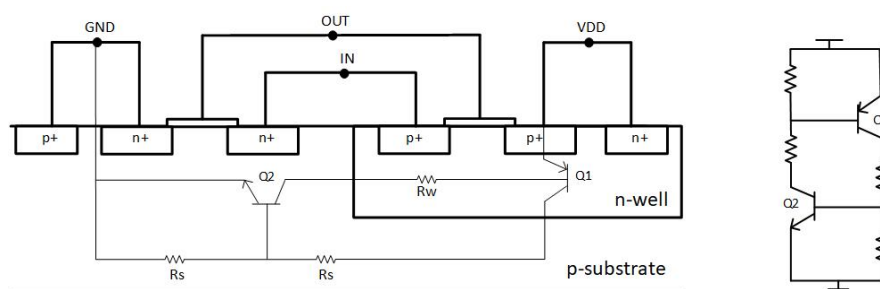 GND
OUT
VDD
IN
p+ n+ n+ p+ p+ n+
Q2
Q1
Rw
n-well
Rs Rs
p-substrate
Q2